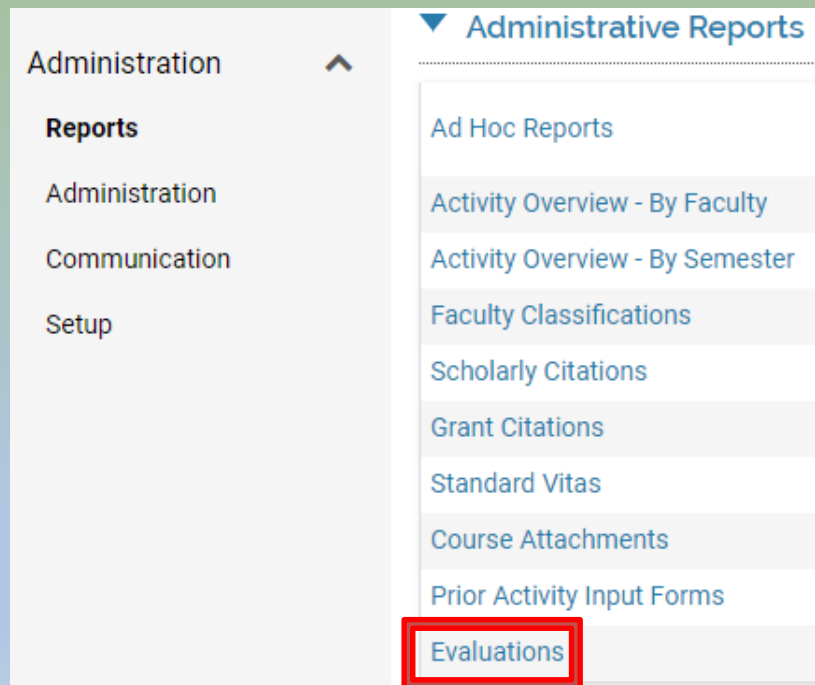 Administration
Reports
Administration
Communication
Setup
Administrative Reports
Ad Hoc Reports
Activity Overview - By Faculty
Activity Overview - By Semester
Faculty Classifications
Scholarly Citations
Grant Citations
Standard Vitas
Course Attachments
Prior Activity Input Forms
Evaluations